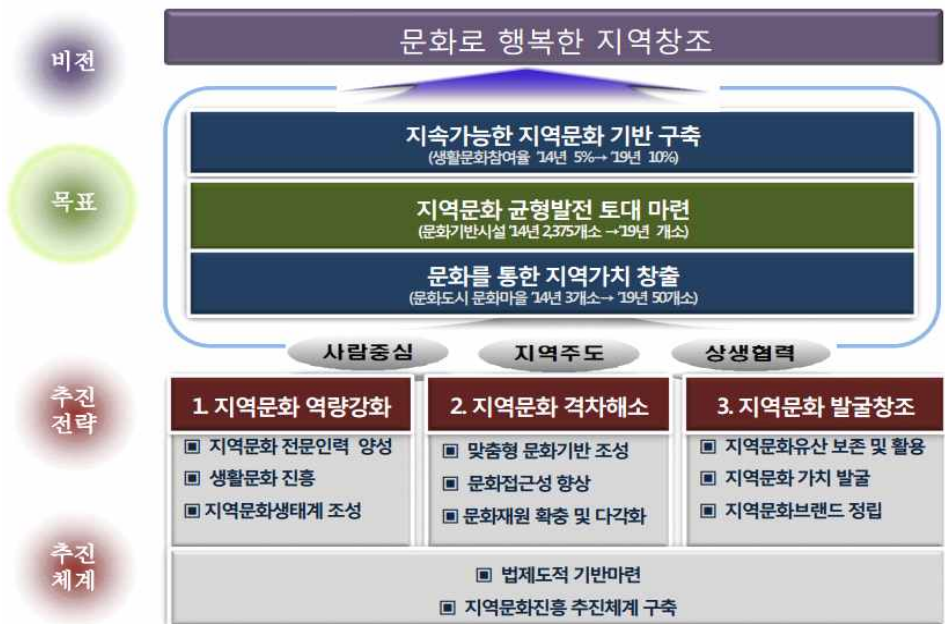 비전
문화로 행복한 지역창조
목표
지속가능한 지역문화 기반 구축
(생활문화참여율 '14년 5%→ '19년 10%)
지역문화 균형발전 토대 마련
(문화기반시설 '14년 2,375개소 →'19년 개소)
문화를 통한 지역가치 창출
(문화도시 문화마을 '14년 3개소→ '19년 50개소)
사람중심
지역주도
상생협력
추진
전략
1. 지역문화 역량강화
▣ 지역문화 전문인력 양성
▣ 생활문화 진흥
▣ 지역문화생태계 조성
2. 지역문화 격차해소
▣ 맞춤형 문화기반 조성
▣ 문화접근성 향상
▣ 문화재원 확충 및 다각화
3. 지역문화 발굴창조
▣ 지역문화유산 보존 및 활용
▣ 지역문화 가치 발굴
▣ 지역문화브랜드 정립
추진
체계
▣ 법제도적 기반마련
▣ 지역문화진흥 추진체계 구축